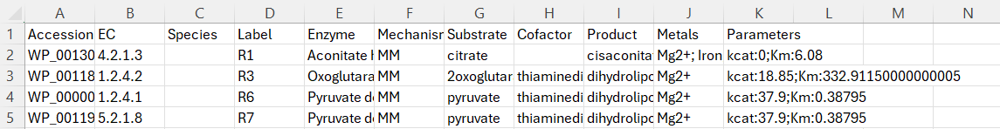 A B C D E F G H I J K L M N
1 Accession EC Species Label Enzyme Mechanism Substrate Cofactor Product Metals Parameters
2 WP_00130 4.2.1.3 R1 Aconitate MM citrate cisaconita Mg2+; Iron kcat:0;Km:6.08
3 WP_00118 1.2.4.2 R3 Oxoglutara MM 2oxoglutar thiaminedi dihydrolipo Mg2+ kcat:18.85;Km:332.91150000000005
4 WP_00000 1.2.4.1 R6 Pyruvate de MM pyruvate thiaminedi dihydrolipo Mg2+ kcat:37.9;Km:0.38795
5 WP_00119 5.2.1.8 R7 Pyruvate de MM pyruvate thiaminedi dihydrolipo Mg2+ kcat:37.9;Km:0.38795